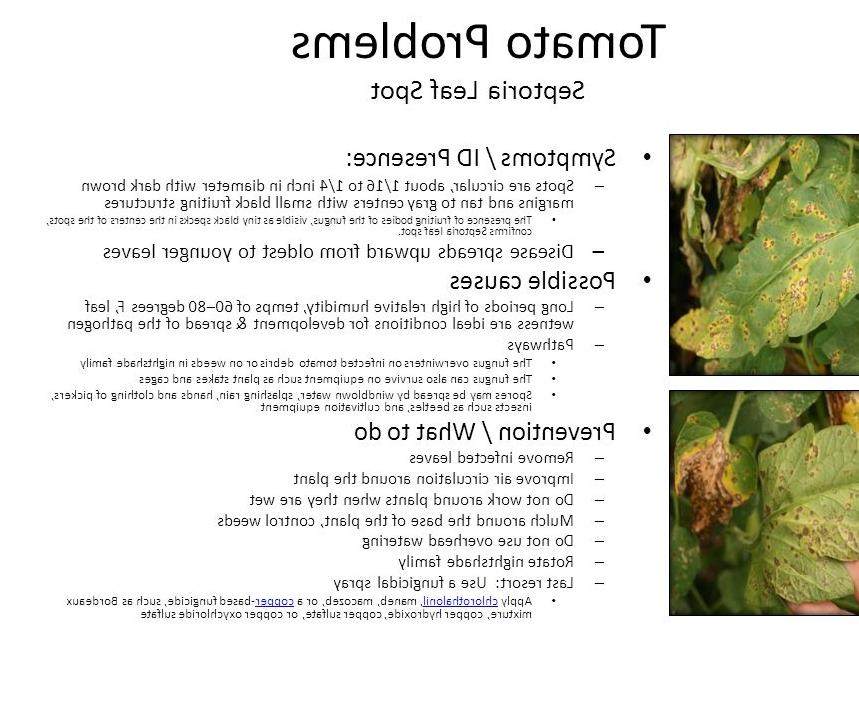 Tomato Problems
Septoria Leaf Spot
• Symptoms / ID Presence:
– Spots are circular, about 1/16 to 1/4 inch in diameter with dark brown
margins and tan to gray centers with small black fruiting structures
• The presence of fruiting bodies of the fungus, visible as tiny black specks in the centers of the spots,
confirms Septoria leaf spot.
– Disease spreads upward from oldest to younger leaves
• Possible causes
– Long periods of high relative humidity, temps of 60–80 degrees F, leaf
wetness are ideal conditions for development & spread of the pathogen
– Pathways
• The fungus overwinters on infected tomato debris or on weeds in nightshade family
• The fungus can also survive on equipment such as plant stakes and cages
• Spores may be spread by windblown water, splashing rain, hands and clothing of pickers,
insects such as beetles, and cultivation equipment
• Prevention / What to do
– Remove infected leaves
– Improve air circulation around the plant
– Do not work around plants when they are wet
– Mulch around the base of the plant, control weeds
– Do not use overhead watering
– Rotate nightshade family
– Last resort: Use a fungicidal spray
• Apply chlorothalonil, maneb, macozeb, or a copper-based fungicide, such as Bordeaux
mixture, copper hydroxide, copper sulfate, or copper oxychloride sulfate